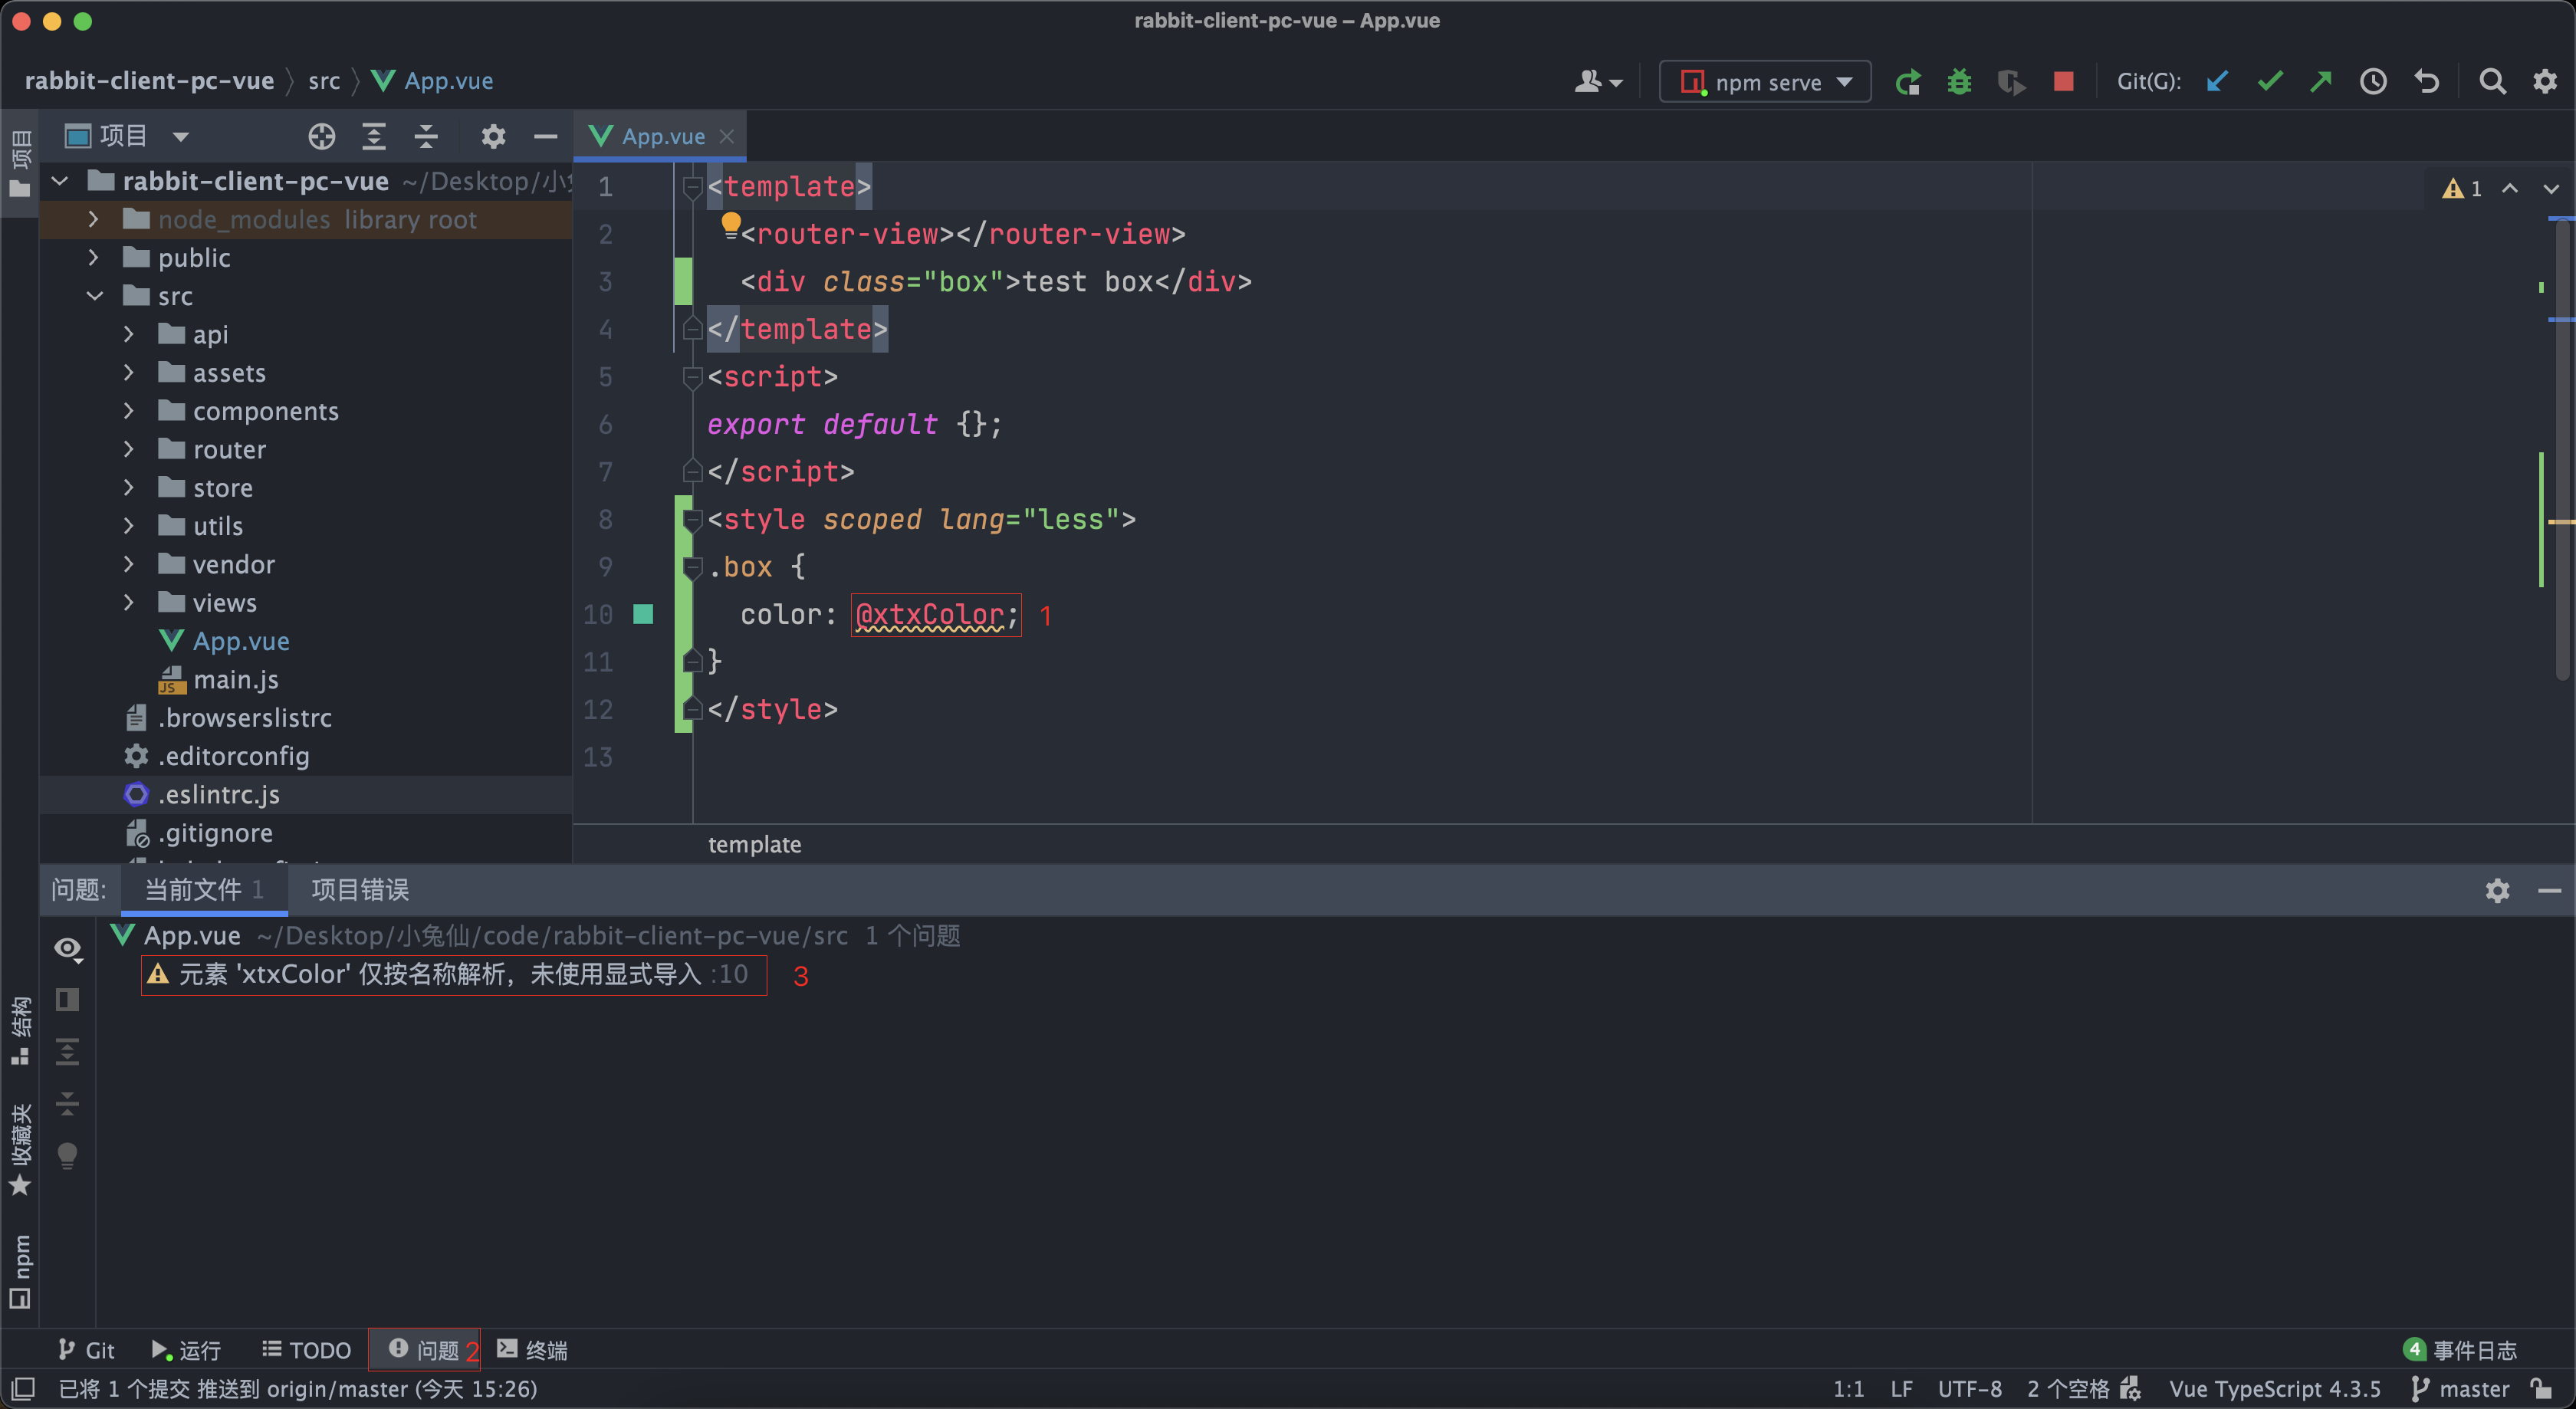 rabbit-client-pc-vue – App.vue
rabbit-client-pc-vue 〉 src 〉 App.vue
npm serve
Git(G):
项目
项目
App.vue
rabbit-client-pc-vue ~/Desktop/小
node_modules library root
public
src
api
assets
components
router
store
utils
vendor
views
App.vue
main.js
.browserslistrc
.editorconfig
.eslintrc.js
.gitignore
1 <template>
2 <router-view></router-view>
3 <div class="box">test box</div>
4 </template>
5 <script>
6 export default {};
7 </script>
8 <style scoped lang="less">
9 .box {
10 color: @xtxColor; 1
11 }
12 </style>
13
1
template
问题: 当前文件 1 项目错误
App.vue ~/Desktop/小兔仙/code/rabbit-client-pc-vue/src 1 个问题
元素 'xtxColor' 仅按名称解析，未使用显式导入 :10 3
结构
收藏夹
npm
Git 运行 TODO 问题 2 终端
4 事件日志
已将 1 个提交 推送到 origin/master (今天 15:26)
1:1 LF UTF-8 2 个空格 Vue TypeScript 4.3.5 master